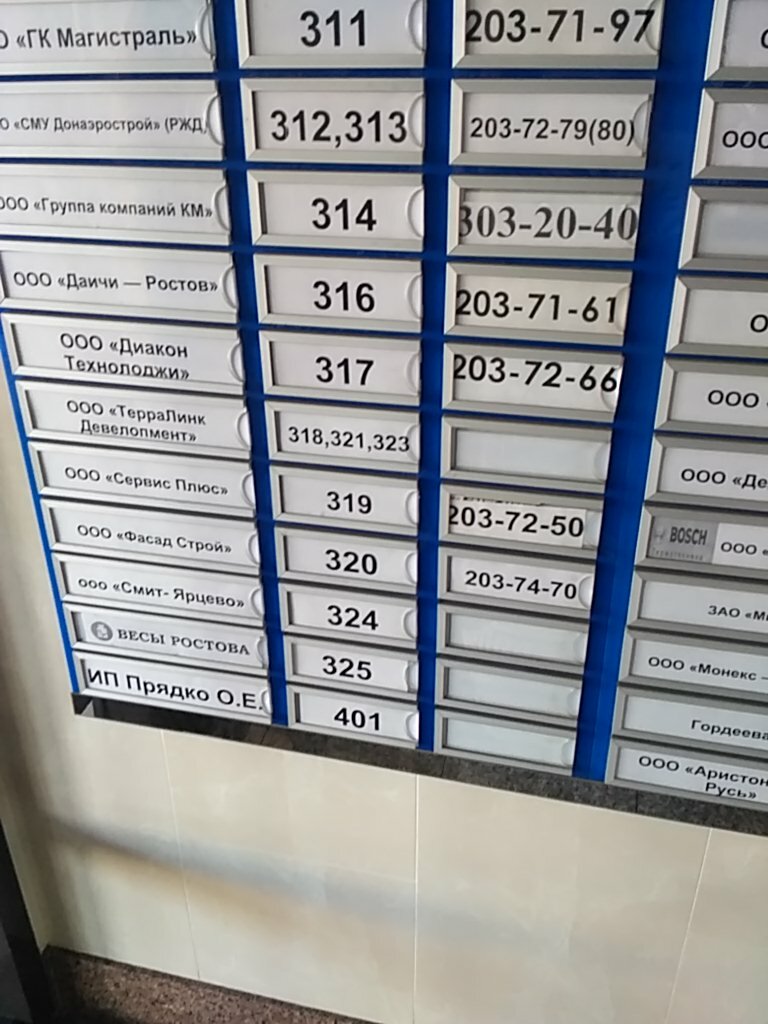 О «ГК Магистраль» 311 203-71-97
О «СМУ Донаэрострой» (РЖД) 312,313 203-72-79(80) ООО
ООО «Группа компаний КМ» 314 303-20-40
ООО «Даичи — Ростов» 316 203-71-61 О
ООО «Диакон
Технолоджи» 317 203-72-66 ООО
ООО «ТерраЛинк
Девелопмент» 318,321,323 ООО «Де
ООО «Сервис Плюс» 319 203-72-50 BOSCH ООО «
ООО «Фасад Строй» 320 203-74-70 ЗАО «М
ооо «Смит- Ярцево» 324 ООО «Монекс –
ВЕСЫ РОСТОВА 325 Гордеева
ИП Прядко О.Е. 401 ООО «Аристон
Русь»